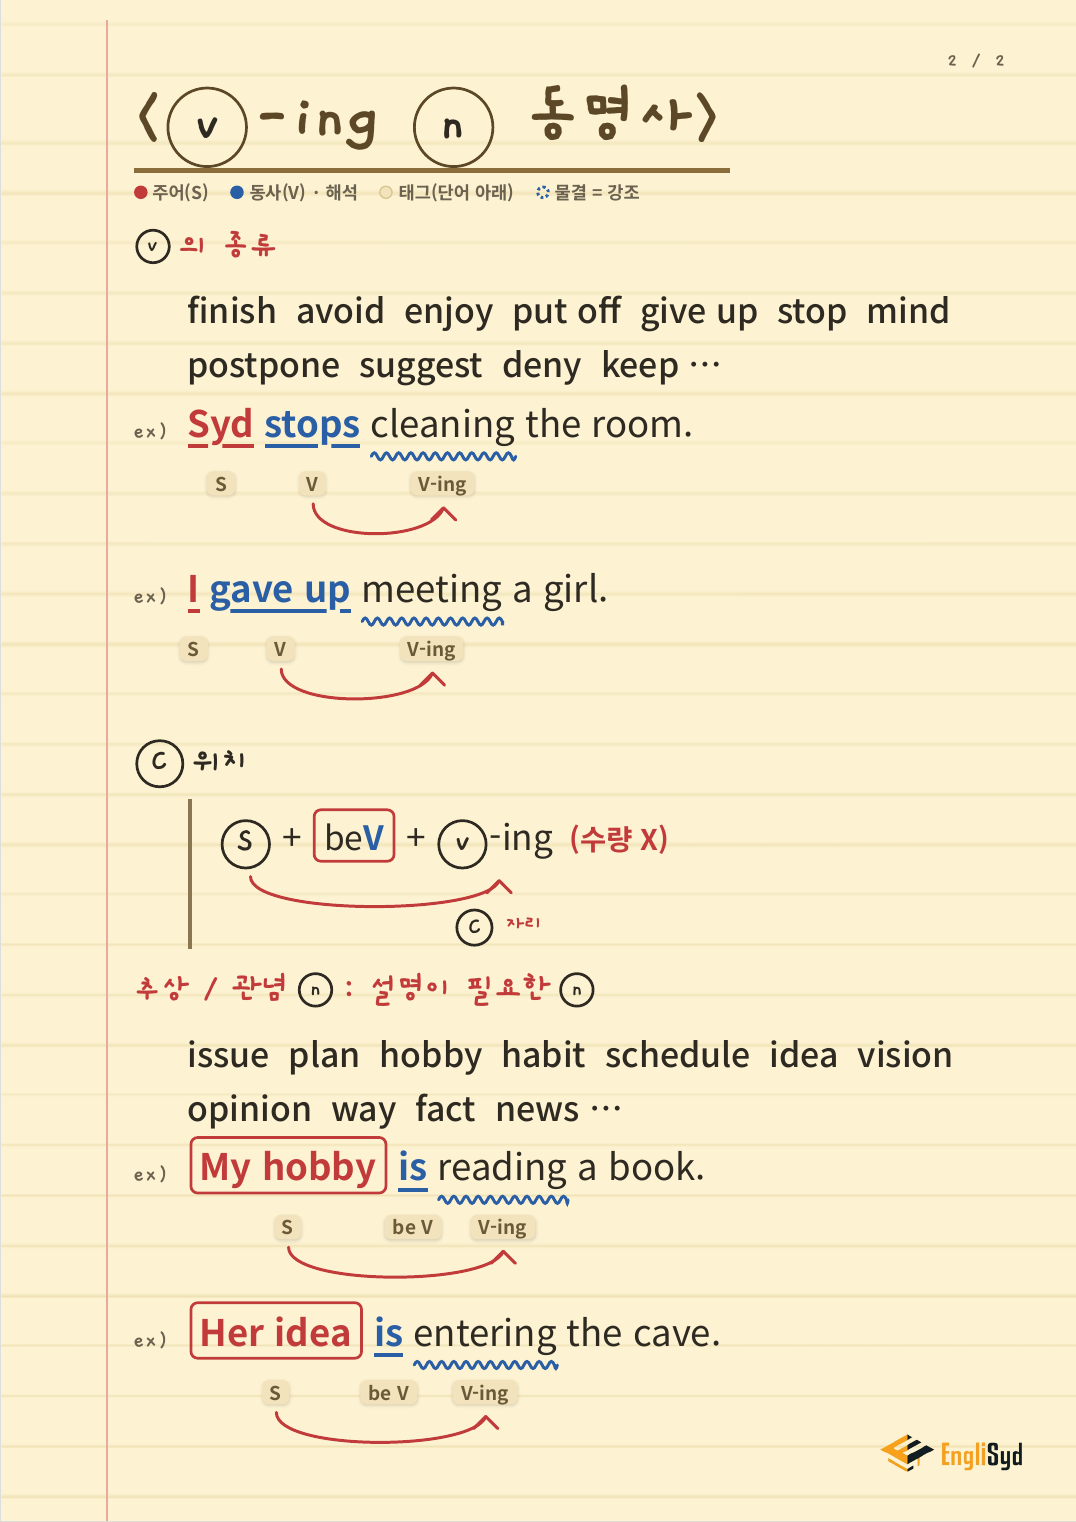 2 / 2
<v -ing n 동명사>
주어(S) 동사(V) · 해석 태그(단어 아래) 물결 = 강조
v 의 종류
finish avoid enjoy put off give up stop mind
postpone suggest deny keep …
ex) Syd stops cleaning the room.
S V V-ing
ex) I gave up meeting a girl.
S V V-ing
C 위치
S + beV + v-ing (수량 X)
C 자리
추상 / 관념 n : 설명이 필요한 n
issue plan hobby habit schedule idea vision
opinion way fact news …
ex) My hobby is reading a book.
S be V V-ing
ex) Her idea is entering the cave.
S be V V-ing
EngliSyd